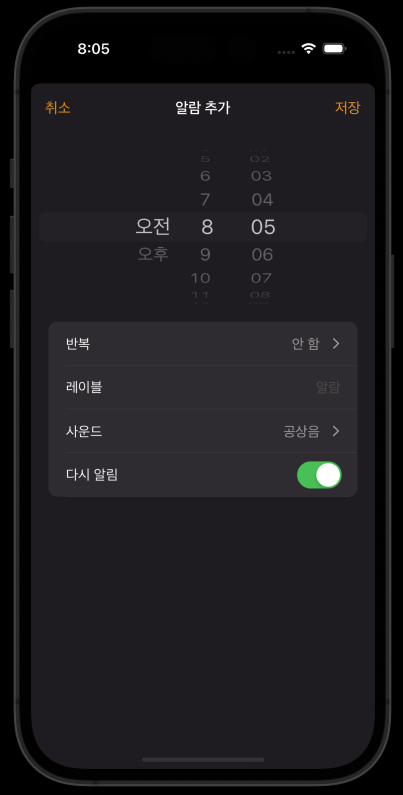 8:05
취소 알람 추가 저장
5 02
6 03
7 04
오전 8 05
오후 9 06
10 07
11 08
반복 안 함
레이블 알람
사운드 공상음
다시 알림